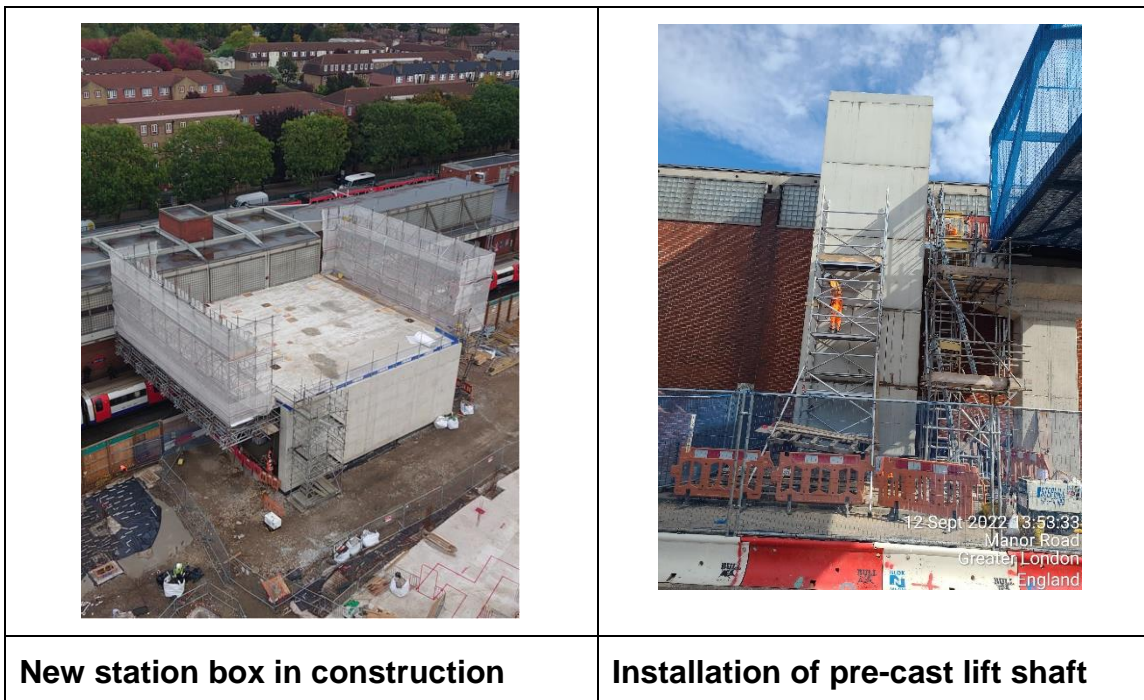 12 Sept 2022 13:53:33
Manor Road
Greater London
England
New station box in construction
Installation of pre-cast lift shaft